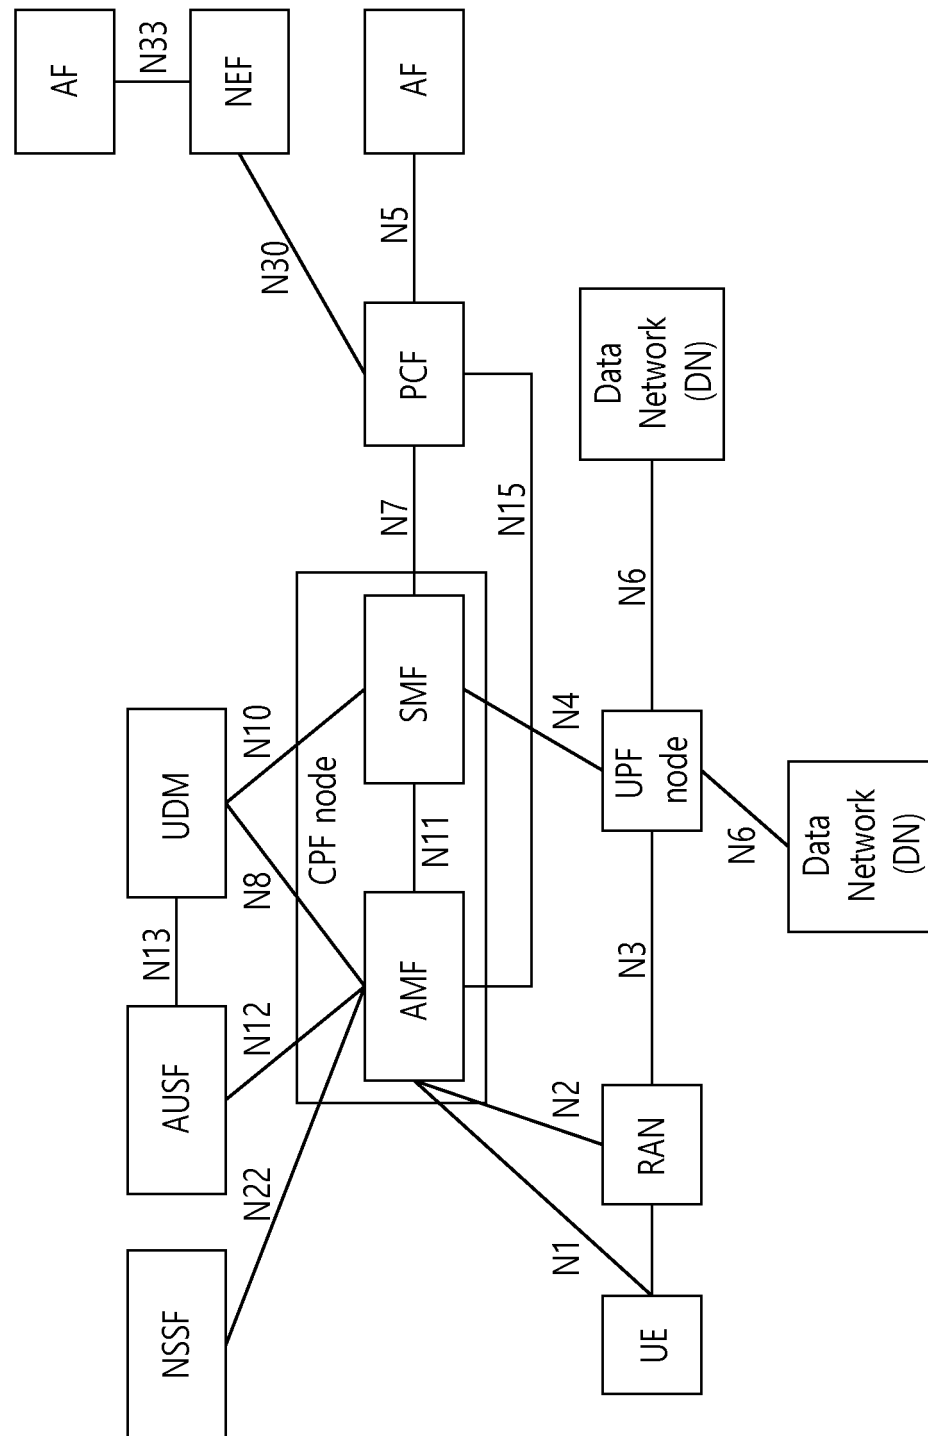 NSSF
AUSF
UDM
AF
N13
N33
N22
N12
N8
N10
NEF
CPF node
N30
AMF
N11
SMF
N7
PCF
N5
AF
N15
N1
N2
N4
UE
RAN
N3
UPF
node
N6
Data
Network
(DN)
N6
Data
Network
(DN)